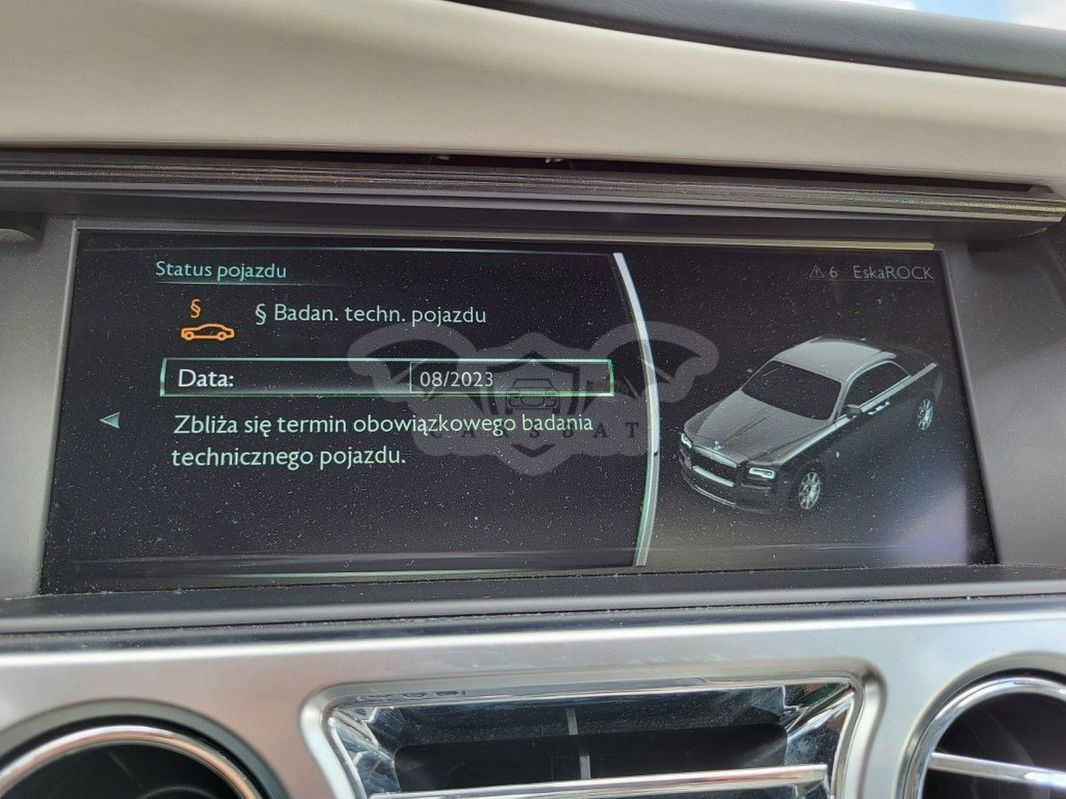 Status pojazdu
⚠ 6 EskaROCK
§
§ Badan. techn. pojazdu
Data: 08/2023
Zbliża się termin obowiązkowego badania
technicznego pojazdu.